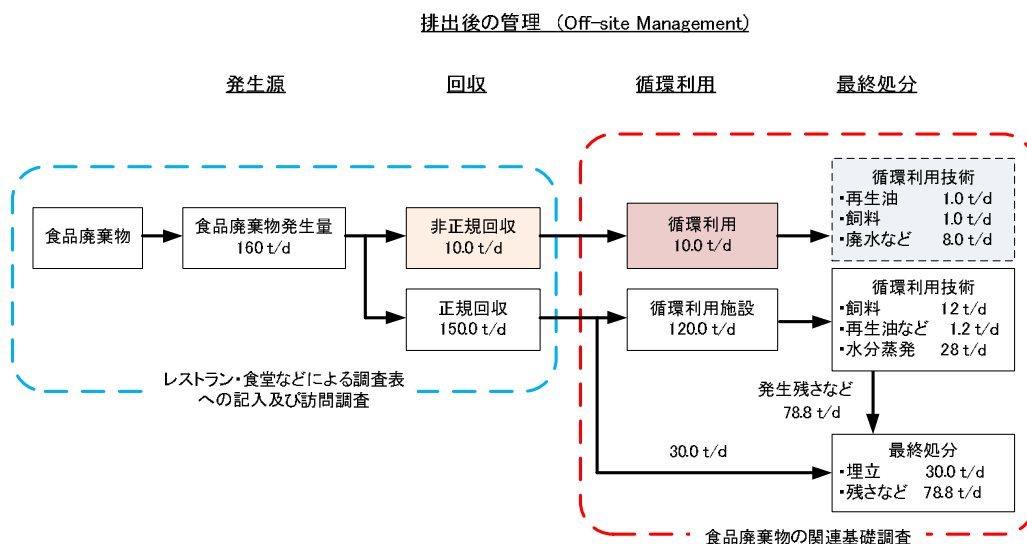 排出後の管理 (Off-site Management)
発生源
回収
循環利用
最終処分
食品廃棄物
食品廃棄物発生量
160 t/d
非正規回収
10.0 t/d
循環利用
10.0 t/d
循環利用技術
・再生油 1.0 t/d
・飼料 1.0 t/d
・廃水など 8.0 t/d
正規回収
150.0 t/d
循環利用施設
120.0 t/d
循環利用技術
・飼料 12 t/d
・再生油など 1.2 t/d
・水分蒸発 28 t/d
レストラン・食堂などによる調査表
への記入及び訪問調査
発生残さなど
78.8 t/d
30.0 t/d
最終処分
・埋立 30.0 t/d
・残さなど 78.8 t/d
食品廃棄物の関連基礎調査